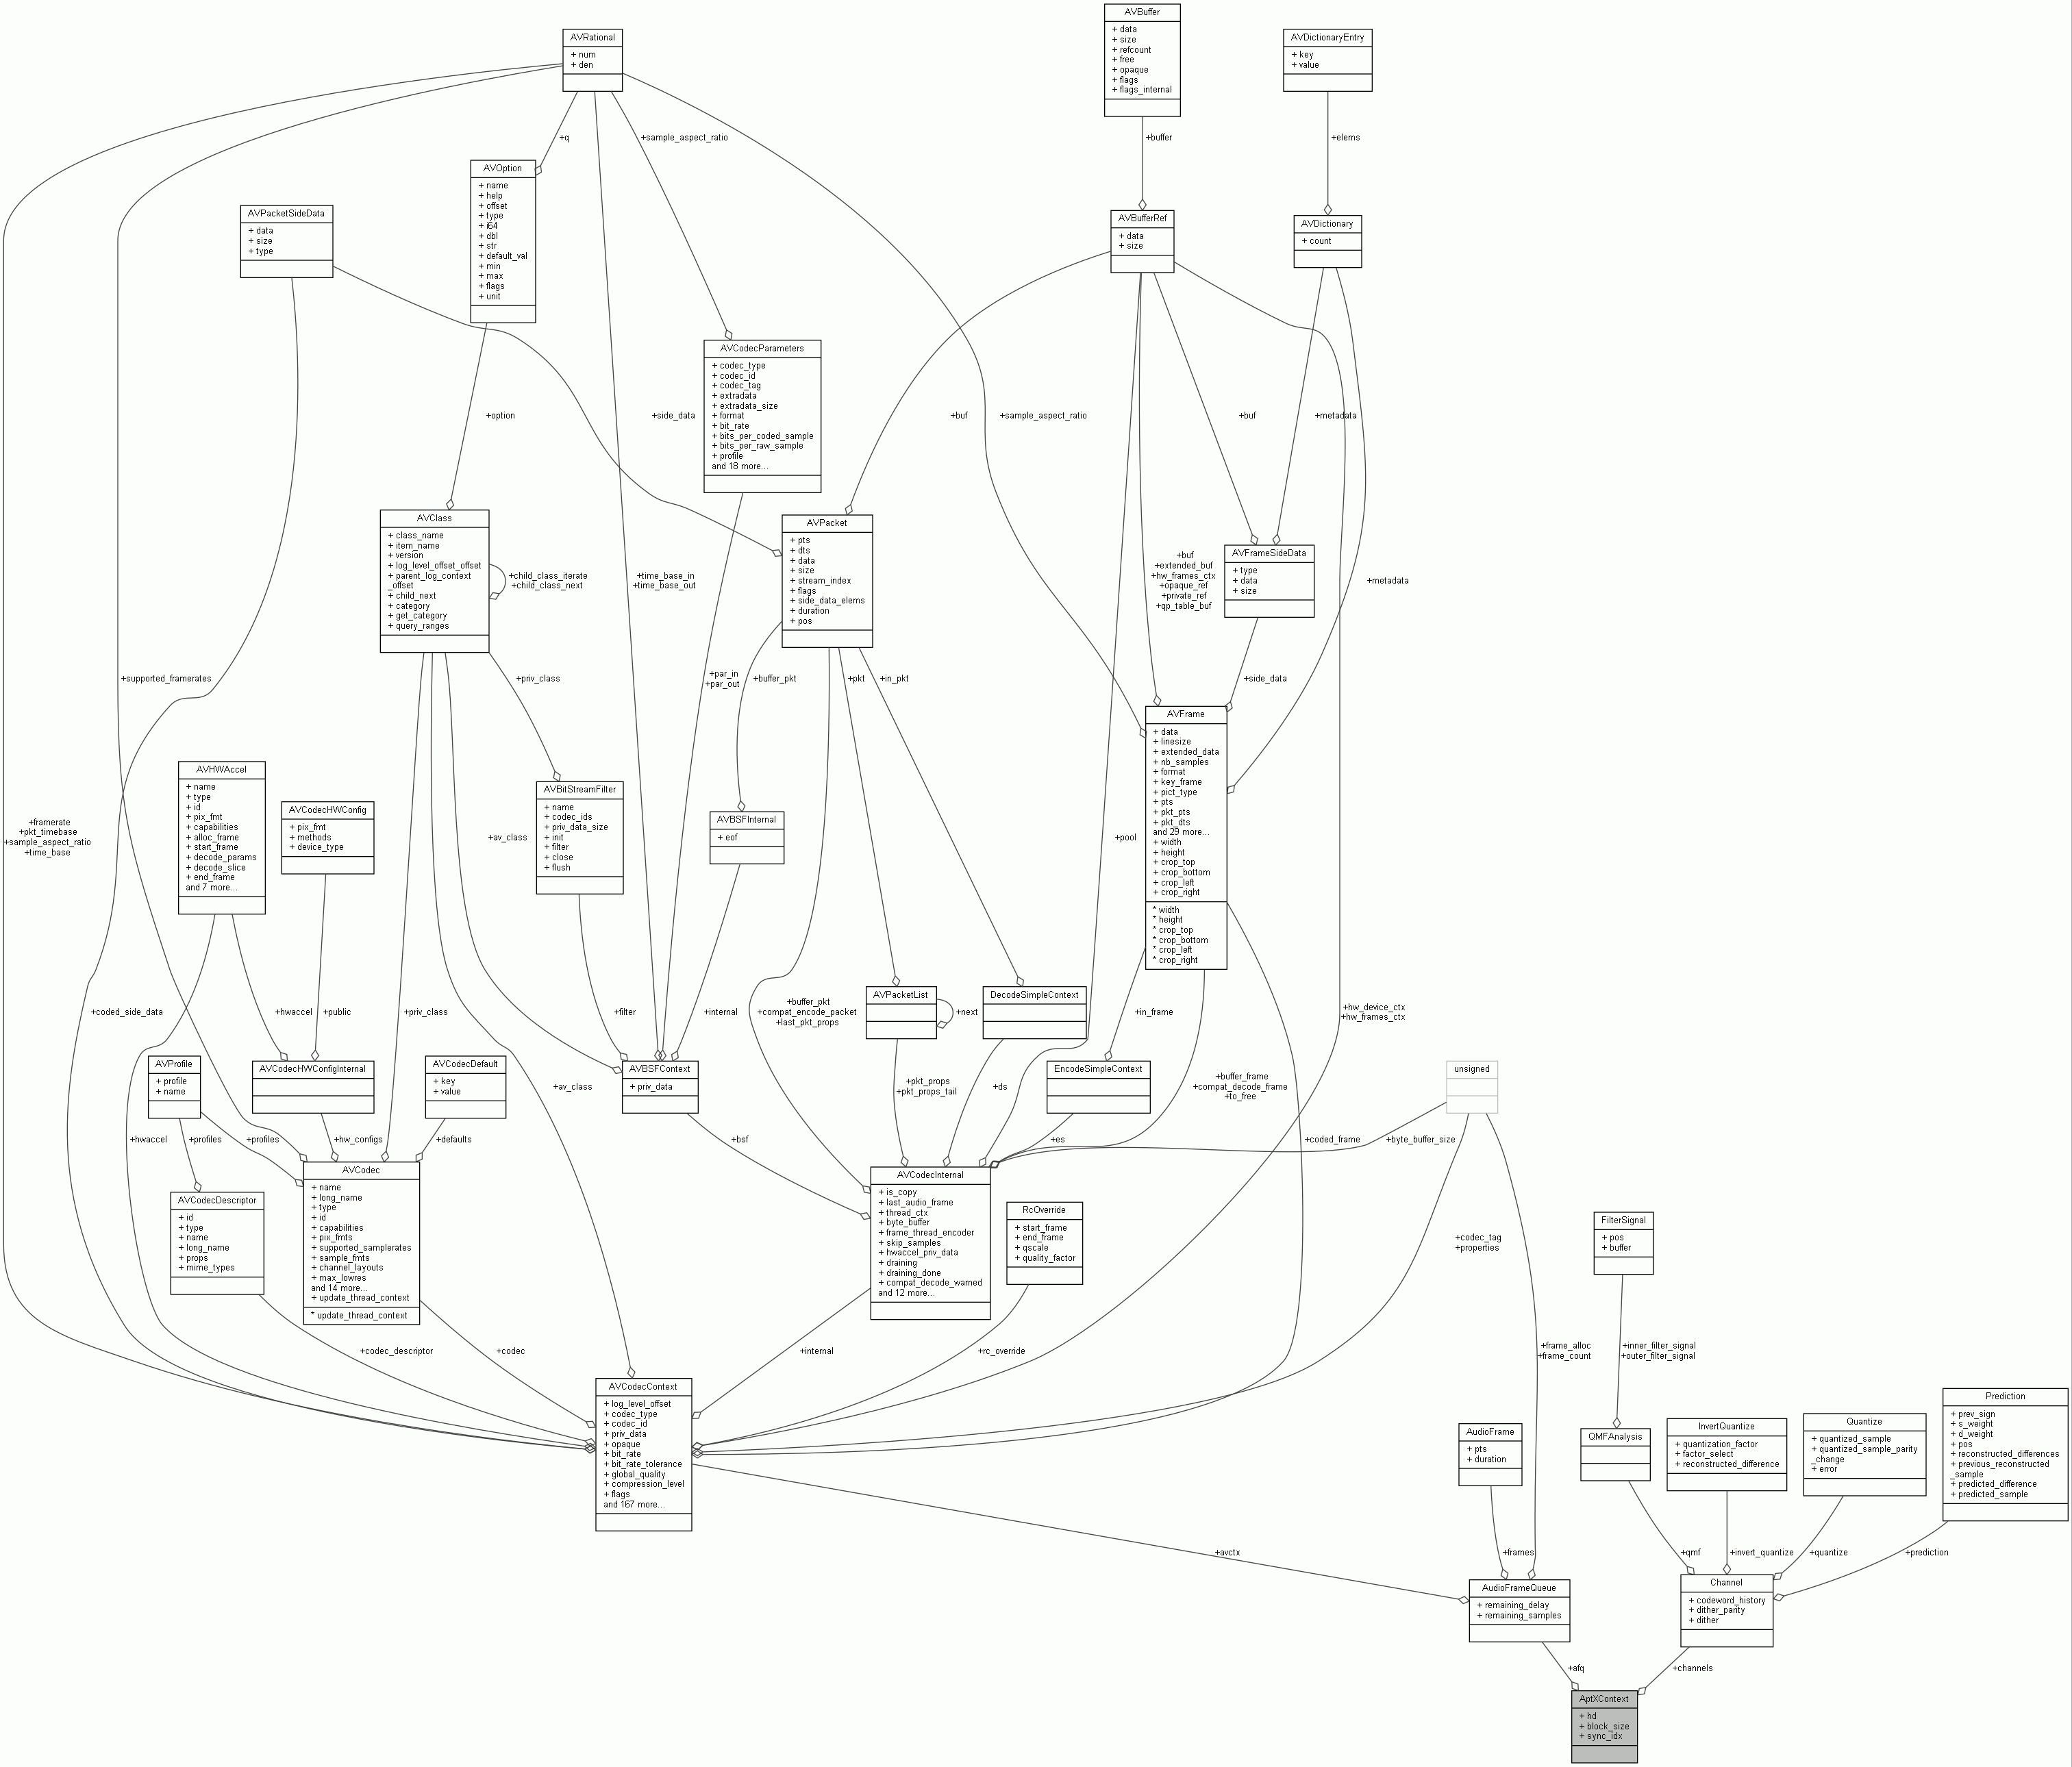 AVBuffer
+ data
+ size
+ refcount
+ free
+ opaque
+ flags
+ flags_internal
AVRational
+ num
+ den
AVDictionaryEntry
+ key
+ value
+q
+sample_aspect_ratio
+buffer
+elems
AVOption
+ name
+ help
+ offset
+ type
+ i64
+ dbl
+ str
+ default_val
+ min
+ max
+ flags
+ unit
AVPacketSideData
+ data
+ size
+ type
AVBufferRef
+ data
+ size
AVDictionary
+ count
AVCodecParameters
+ codec_type
+ codec_id
+ codec_tag
+ extradata
+ extradata_size
+ format
+ bit_rate
+ bits_per_coded_sample
+ bits_per_raw_sample
+ profile
and 18 more...
+option
+side_data
+buf
+sample_aspect_ratio
+buf
+metadata
AVClass
+ class_name
+ item_name
+ version
+ log_level_offset_offset
+ parent_log_context
_offset
+ child_next
+ category
+ get_category
+ query_ranges
+child_class_iterate
+child_class_next
+time_base_in
+time_base_out
AVPacket
+ pts
+ dts
+ data
+ size
+ stream_index
+ flags
+ side_data_elems
+ duration
+ pos
+buf
+extended_buf
+hw_frames_ctx
+opaque_ref
+private_ref
+qp_table_buf
AVFrameSideData
+ type
+ data
+ size
+metadata
+supported_framerates
+priv_class
+par_in
+par_out
+buffer_pkt
+pkt
+in_pkt
+side_data
AVFrame
+ data
+ linesize
+ extended_data
+ nb_samples
+ format
+ key_frame
+ pict_type
+ pts
+ pkt_pts
+ pkt_dts
and 29 more...
+ width
+ height
+ crop_top
+ crop_bottom
+ crop_left
+ crop_right
* width
* height
* crop_top
* crop_bottom
* crop_left
* crop_right
+framerate
+pkt_timebase
+sample_aspect_ratio
+time_base
AVHWAccel
+ name
+ type
+ id
+ pix_fmt
+ capabilities
+ alloc_frame
+ start_frame
+ decode_params
+ decode_slice
+ end_frame
and 7 more...
AVCodecHWConfig
+ pix_fmt
+ methods
+ device_type
+av_class
AVBitStreamFilter
+ name
+ codec_ids
+ priv_data_size
+ init
+ filter
+ close
+ flush
AVBSFInternal
+ eof
+pool
+coded_side_data
+hwaccel
+public
+priv_class
+filter
+internal
+buffer_pkt
+compat_encode_packet
+last_pkt_props
AVPacketList
+next
DecodeSimpleContext
+in_frame
+hw_device_ctx
+hw_frames_ctx
AVProfile
+ profile
+ name
AVCodecHWConfigInternal
AVCodecDefault
+ key
+ value
+av_class
AVBSFContext
+ priv_data
+pkt_props
+pkt_props_tail
+ds
EncodeSimpleContext
+buffer_frame
+compat_decode_frame
+to_free
unsigned
+hwaccel
+profiles
+profiles
+hw_configs
+defaults
+bsf
+es
+coded_frame
+byte_buffer_size
AVCodecDescriptor
+ id
+ type
+ name
+ long_name
+ props
+ mime_types
AVCodec
+ name
+ long_name
+ type
+ id
+ capabilities
+ pix_fmts
+ supported_samplerates
+ sample_fmts
+ channel_layouts
+ max_lowres
and 14 more...
+ update_thread_context
* update_thread_context
AVCodecInternal
+ is_copy
+ last_audio_frame
+ thread_ctx
+ byte_buffer
+ frame_thread_encoder
+ skip_samples
+ hwaccel_priv_data
+ draining
+ draining_done
+ compat_decode_warned
and 12 more...
RcOverride
+ start_frame
+ end_frame
+ qscale
+ quality_factor
+codec_tag
+properties
FilterSignal
+ pos
+ buffer
+codec_descriptor
+codec
+internal
+rc_override
+frame_alloc
+frame_count
+inner_filter_signal
+outer_filter_signal
AVCodecContext
+ log_level_offset
+ codec_type
+ codec_id
+ priv_data
+ opaque
+ bit_rate
+ bit_rate_tolerance
+ global_quality
+ compression_level
+ flags
and 167 more...
AudioFrame
+ pts
+ duration
QMFAnalysis
InvertQuantize
+ quantization_factor
+ factor_select
+ reconstructed_difference
Quantize
+ quantized_sample
+ quantized_sample_parity
_change
+ error
Prediction
+ prev_sign
+ s_weight
+ d_weight
+ pos
+ reconstructed_differences
+ previous_reconstructed
_sample
+ predicted_difference
+ predicted_sample
+avctx
+frames
+qmf
+invert_quantize
+quantize
+prediction
AudioFrameQueue
+ remaining_delay
+ remaining_samples
Channel
+ codeword_history
+ dither_parity
+ dither
+afq
+channels
AptXContext
+ hd
+ block_size
+ sync_idx